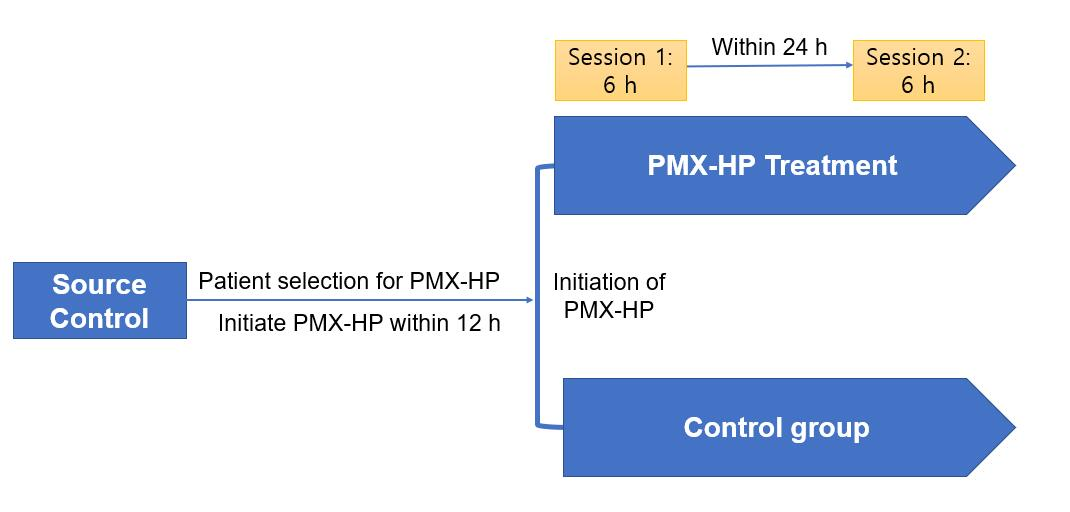 Within 24 h
Session 1:
6 h
Session 2:
6 h
PMX-HP Treatment
Source
Control
Patient selection for PMX-HP
Initiate PMX-HP within 12 h
Initiation of
PMX-HP
Control group